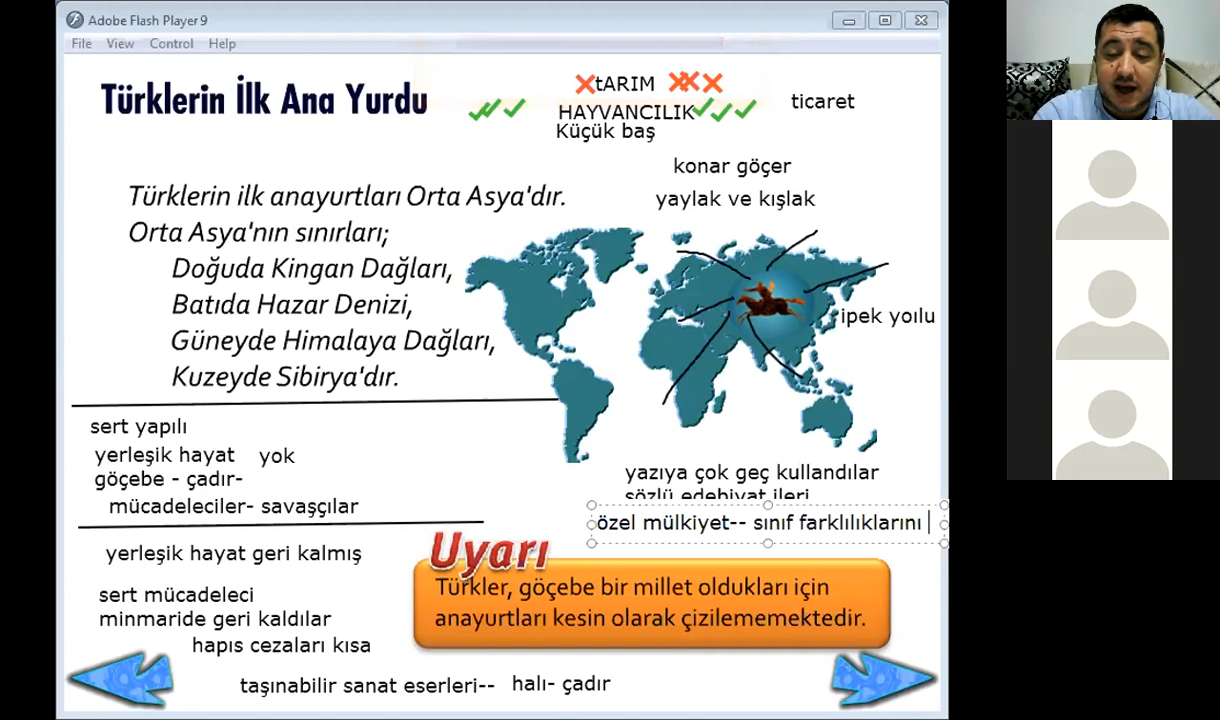 Adobe Flash Player 9
File View Control Help
Türklerin İlk Ana Yurdu
tARIM
HAYVANCILIK
Küçük baş
ticaret
konar göçer
yaylak ve kışlak
Türklerin ilk anayurtları Orta Asya'dır.
Orta Asya'nın sınırları;
Doğuda Kingan Dağları,
Batıda Hazar Denizi,
Güneyde Himalaya Dağları,
Kuzeyde Sibirya'dır.
ipek yoılu
sert yapılı
yerleşik hayat yok
göçebe - çadır-
mücadeleciler- savaşçılar
yazıya çok geç kullandılar
sözlü edebiyat ileri
özel mülkiyet-- sınıf farklılıklarını
yerleşik hayat geri kalmış
sert mücadeleci
minmaride geri kaldılar
hapıs cezaları kısa
taşınabilir sanat eserleri-- halı- çadır
Uyarı
Türkler, göçebe bir millet oldukları için
anayurtları kesin olarak çizilememektedir.